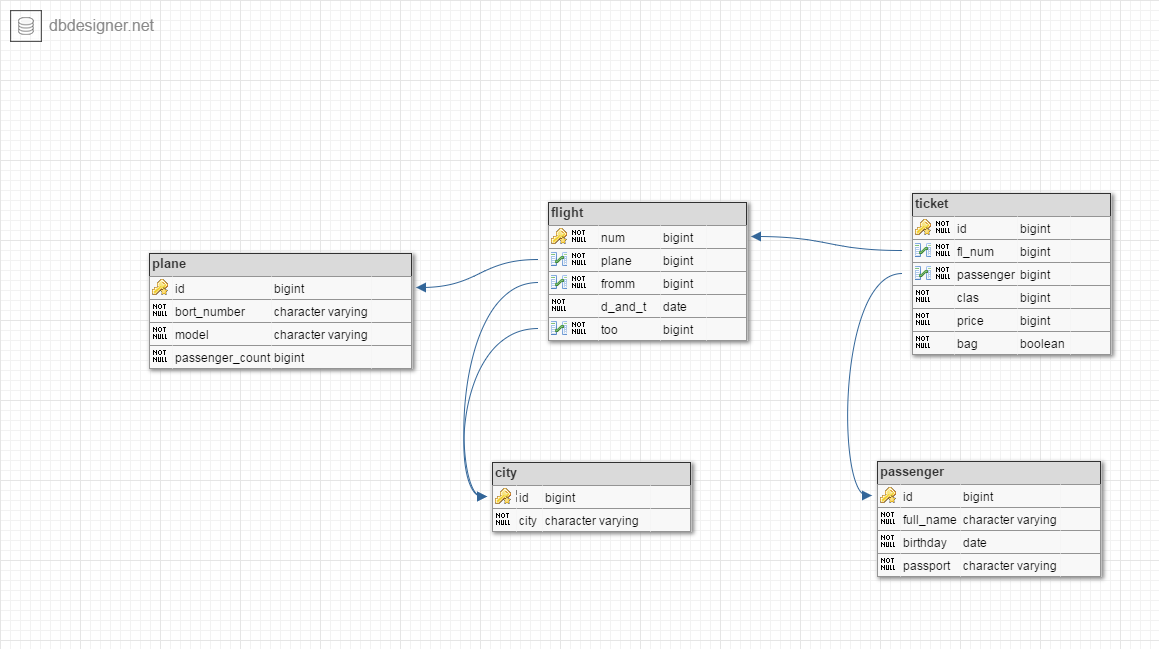 dbdesigner.net
plane
id bigint
NOT NULL bort_number character varying
NOT NULL model character varying
NOT NULL passenger_count bigint
flight
NOT NULL num bigint
NOT NULL plane bigint
NOT NULL fromm bigint
NOT NULL d_and_t date
NOT NULL too bigint
ticket
NOT NULL id bigint
NOT NULL fl_num bigint
NOT NULL passenger bigint
NOT NULL clas bigint
NOT NULL price bigint
NOT NULL bag boolean
city
id bigint
NOT NULL city character varying
passenger
id bigint
NOT NULL full_name character varying
NOT NULL birthday date
NOT NULL passport character varying